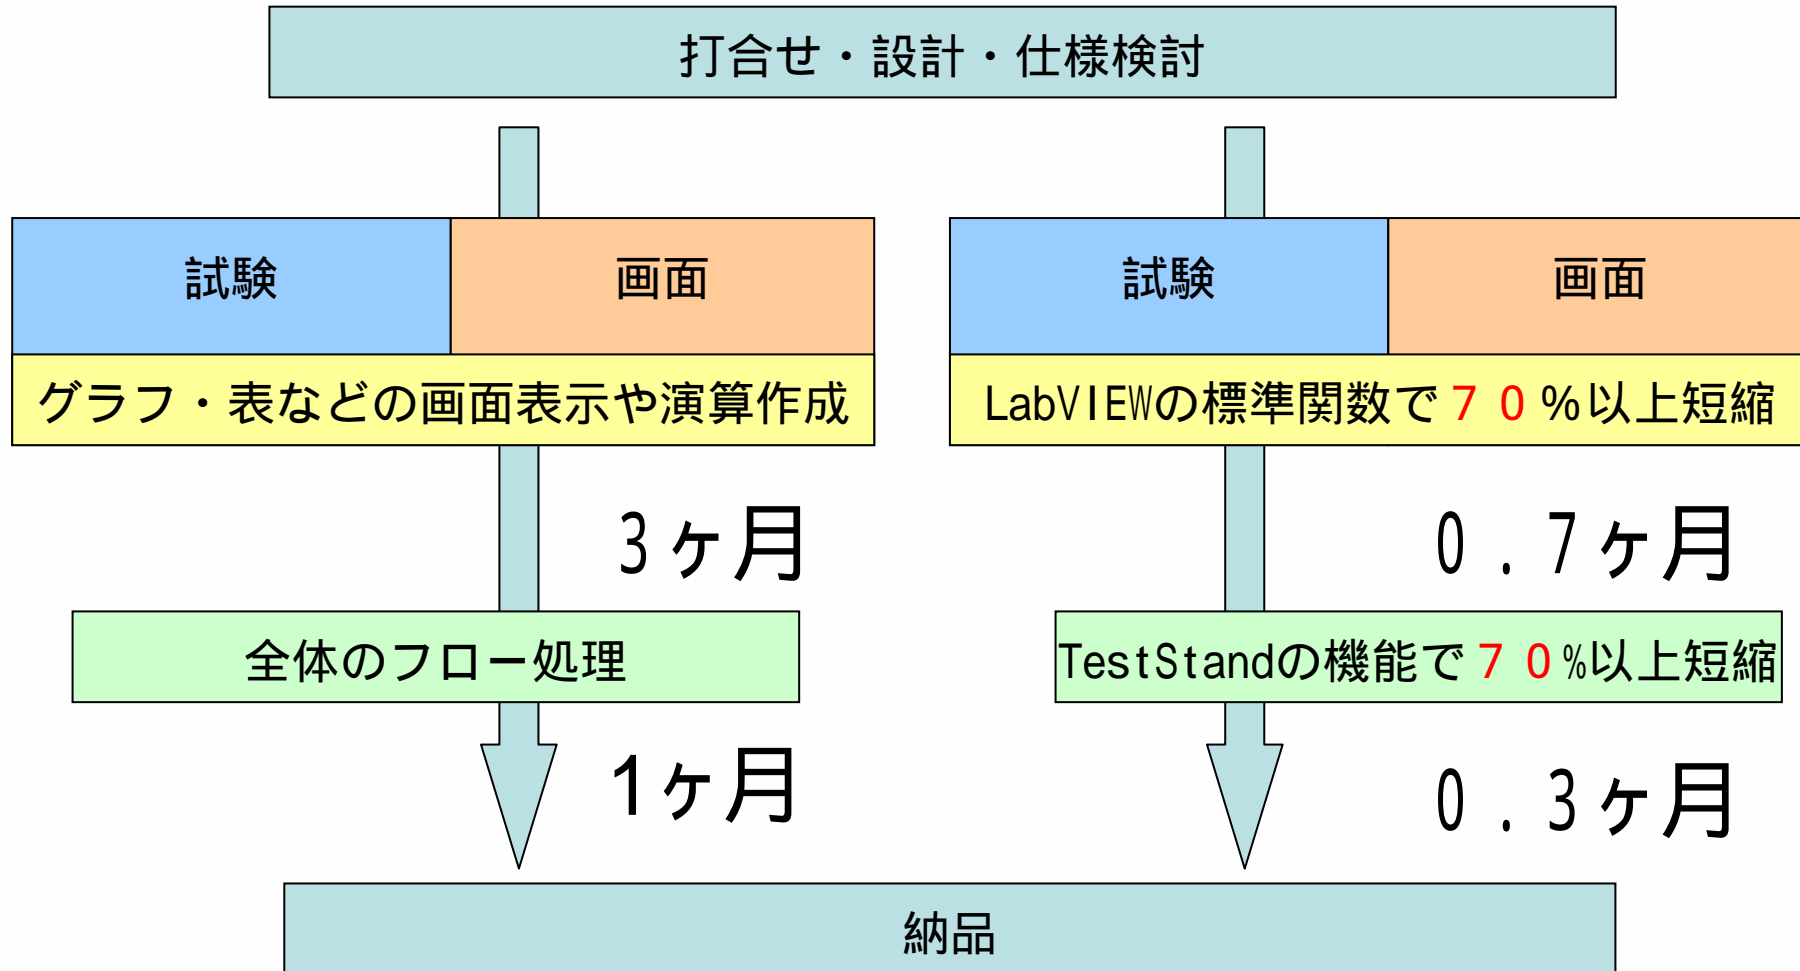 打合せ・設計・仕様検討
試験
画面
試験
画面
グラフ・表などの画面表示や演算作成
LabVIEWの標準関数で７０％以上短縮
3ヶ月
０．７ヶ月
全体のフロー処理
TestStandの機能で７０%以上短縮
1ヶ月
０．３ヶ月
納品